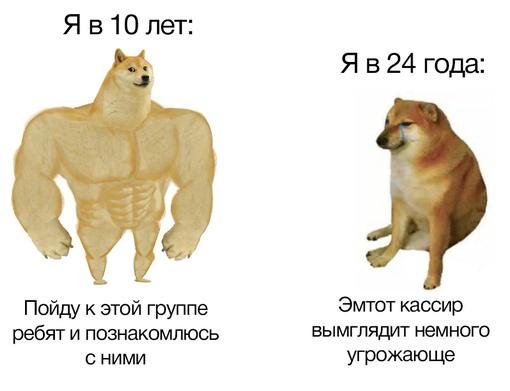 Я в 10 лет:
Пойду к этой группе
ребят и познакомлюсь
с ними
Я в 24 года:
Эмтот кассир
вымглядит немного
угрожающе